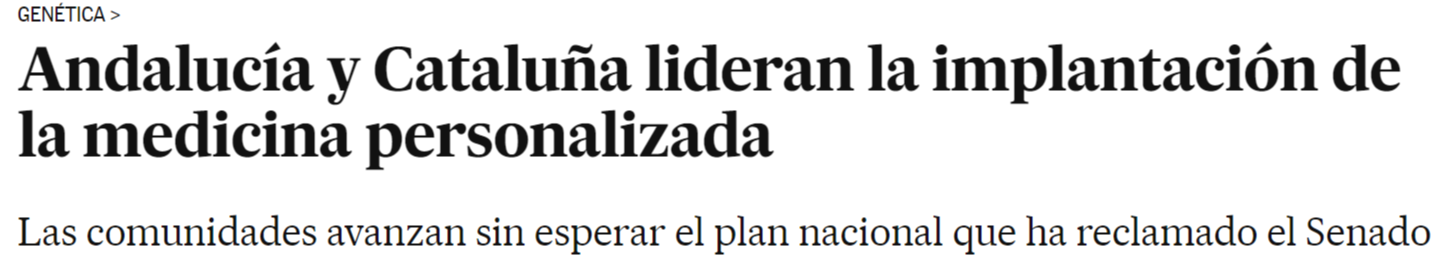 GENÉTICA >
Andalucía y Cataluña lideran la implantación de
la medicina personalizada
Las comunidades avanzan sin esperar el plan nacional que ha reclamado el Senado